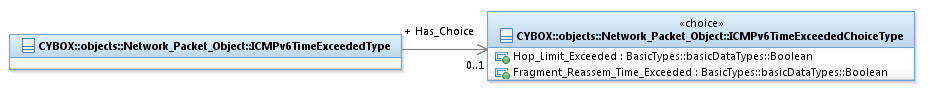 «choice»
CYBOX::objects::Network_Packet_Object::ICMPv6TimeExceededType
+ Has_Choice
0..1
CYBOX::objects::Network_Packet_Object::ICMPv6TimeExceededChoiceType
Hop_Limit_Exceeded : BasicTypes::basicDataTypes::Boolean
Fragment_Reassem_Time_Exceeded : BasicTypes::basicDataTypes::Boolean